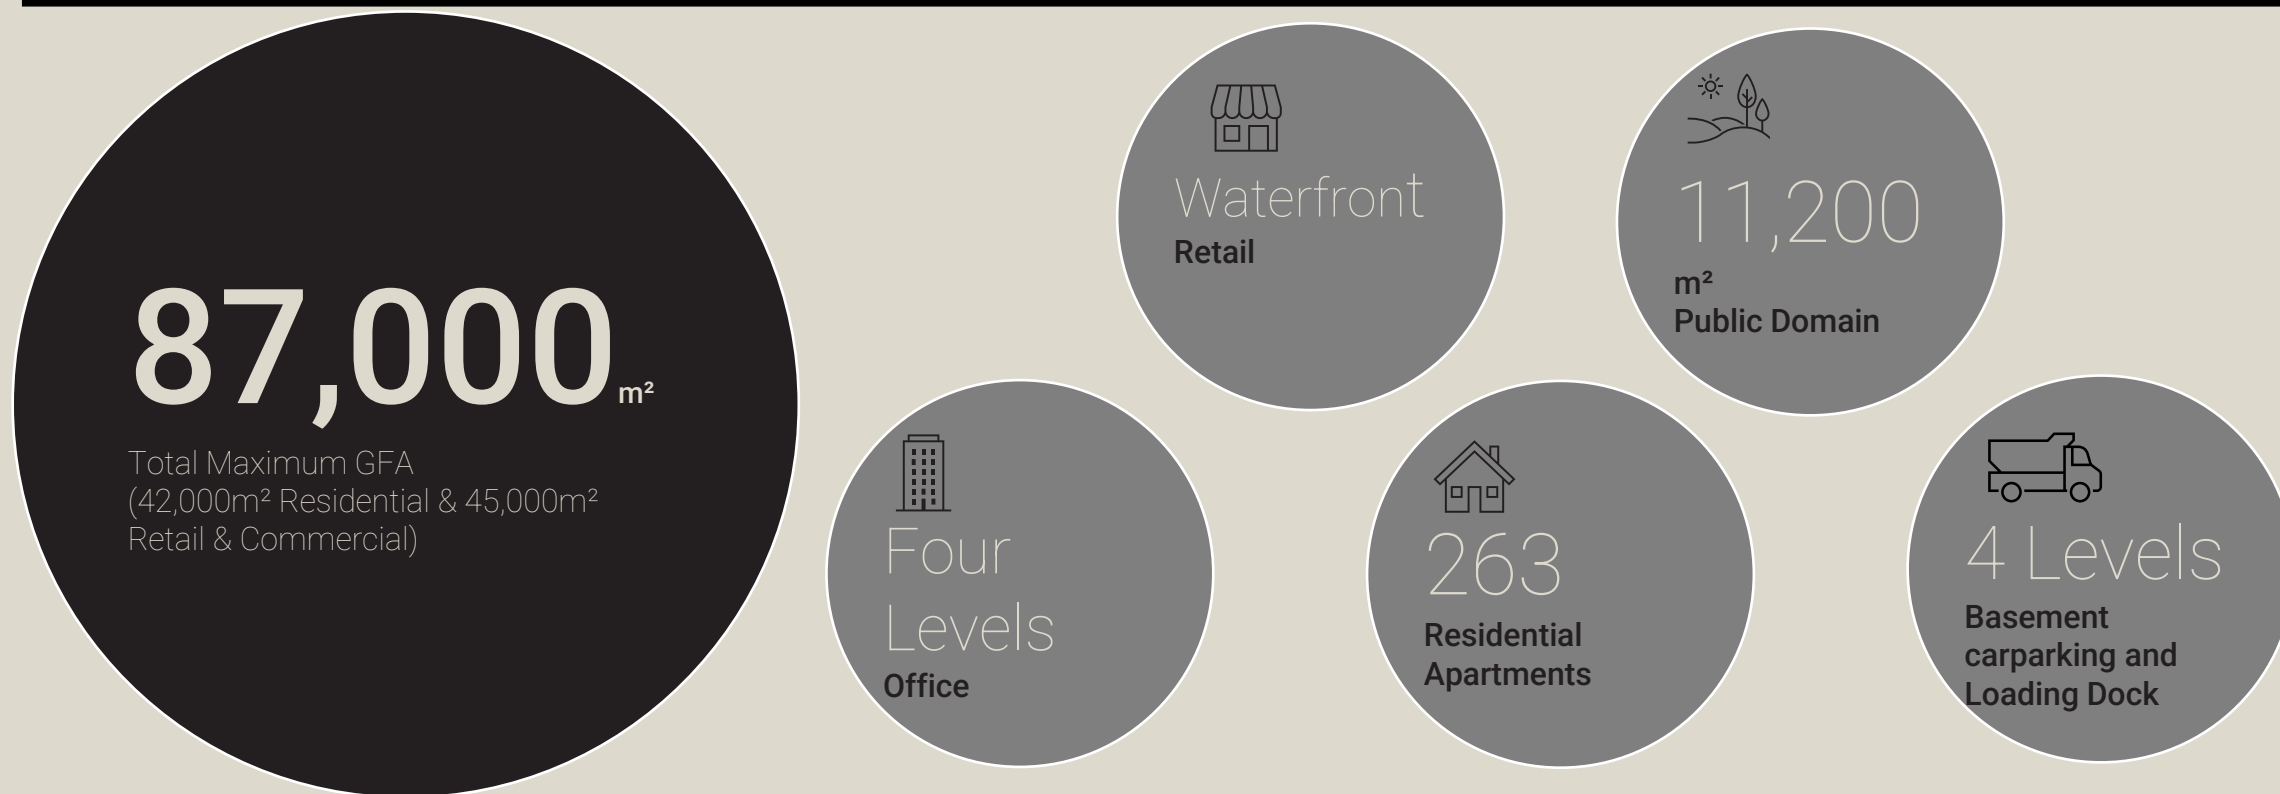 87,000 m²
Total Maximum GFA
(42,000m² Residential & 45,000m²
Retail & Commercial)
Waterfront
Retail
11,200
m²
Public Domain
Four
Levels
Office
263
Residential
Apartments
4 Levels
Basement
carparking and
Loading Dock